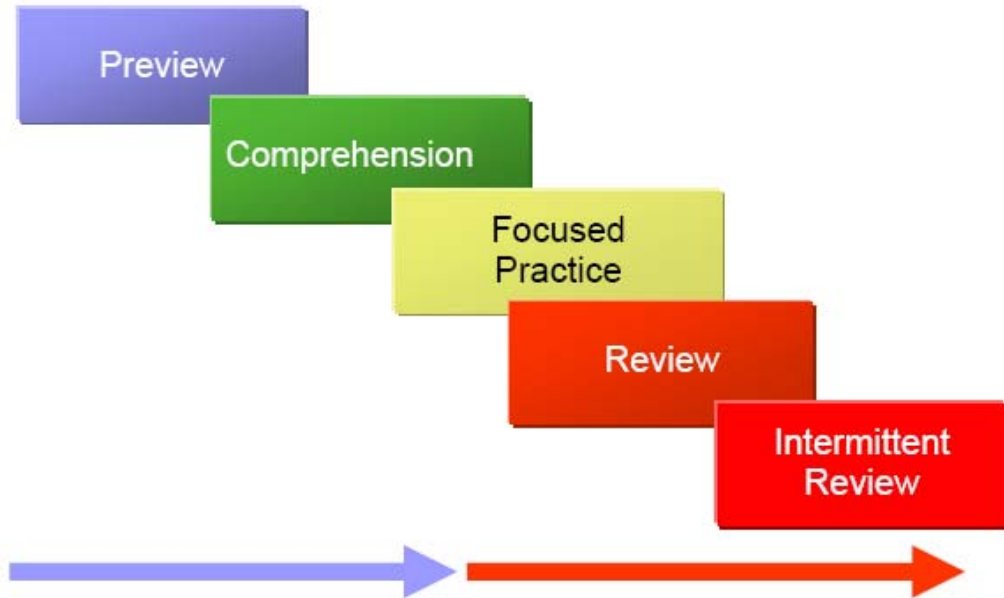 Preview
Comprehension
Focused
Practice
Review
Intermittent
Review